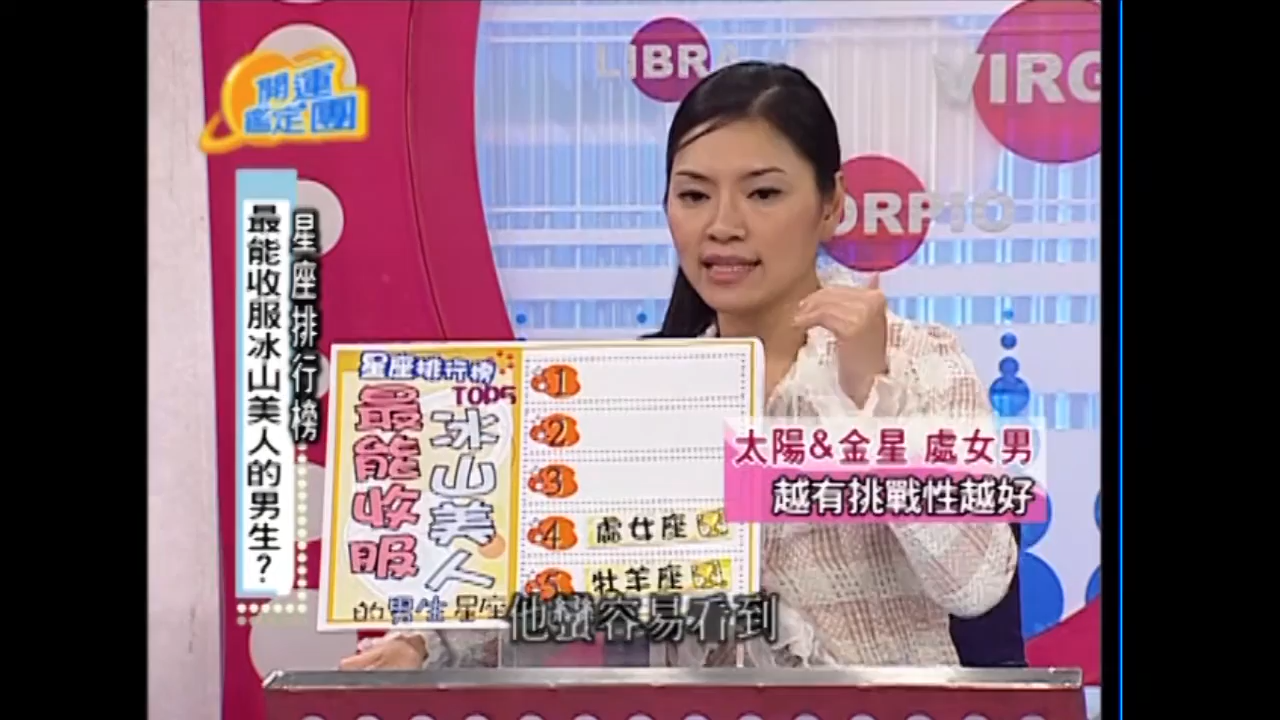 LIBRA
VIRG
ORPIO
開運
鑑定團
星座排行榜
最能收服冰山美人的男生？
星座排行榜
TOP5
最能收服
冰山美人
的男生星座
1
2
3
4 處女座
5 牡羊座
太陽&金星 處女男
越有挑戰性越好
他蠻容易看到